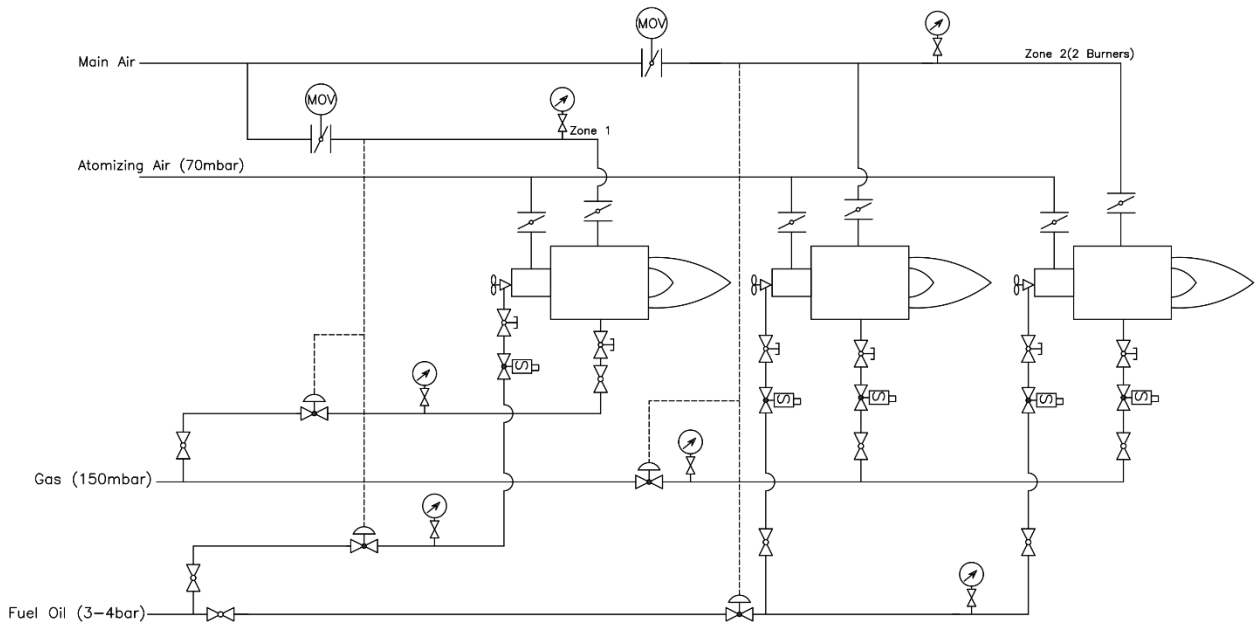 MOV
Main Air
Zone 2(2 Burners)
MOV
Zone 1
Atomizing Air (70mbar)
S
S
S
S
S
Gas (150mbar)
Fuel Oil (3-4bar)